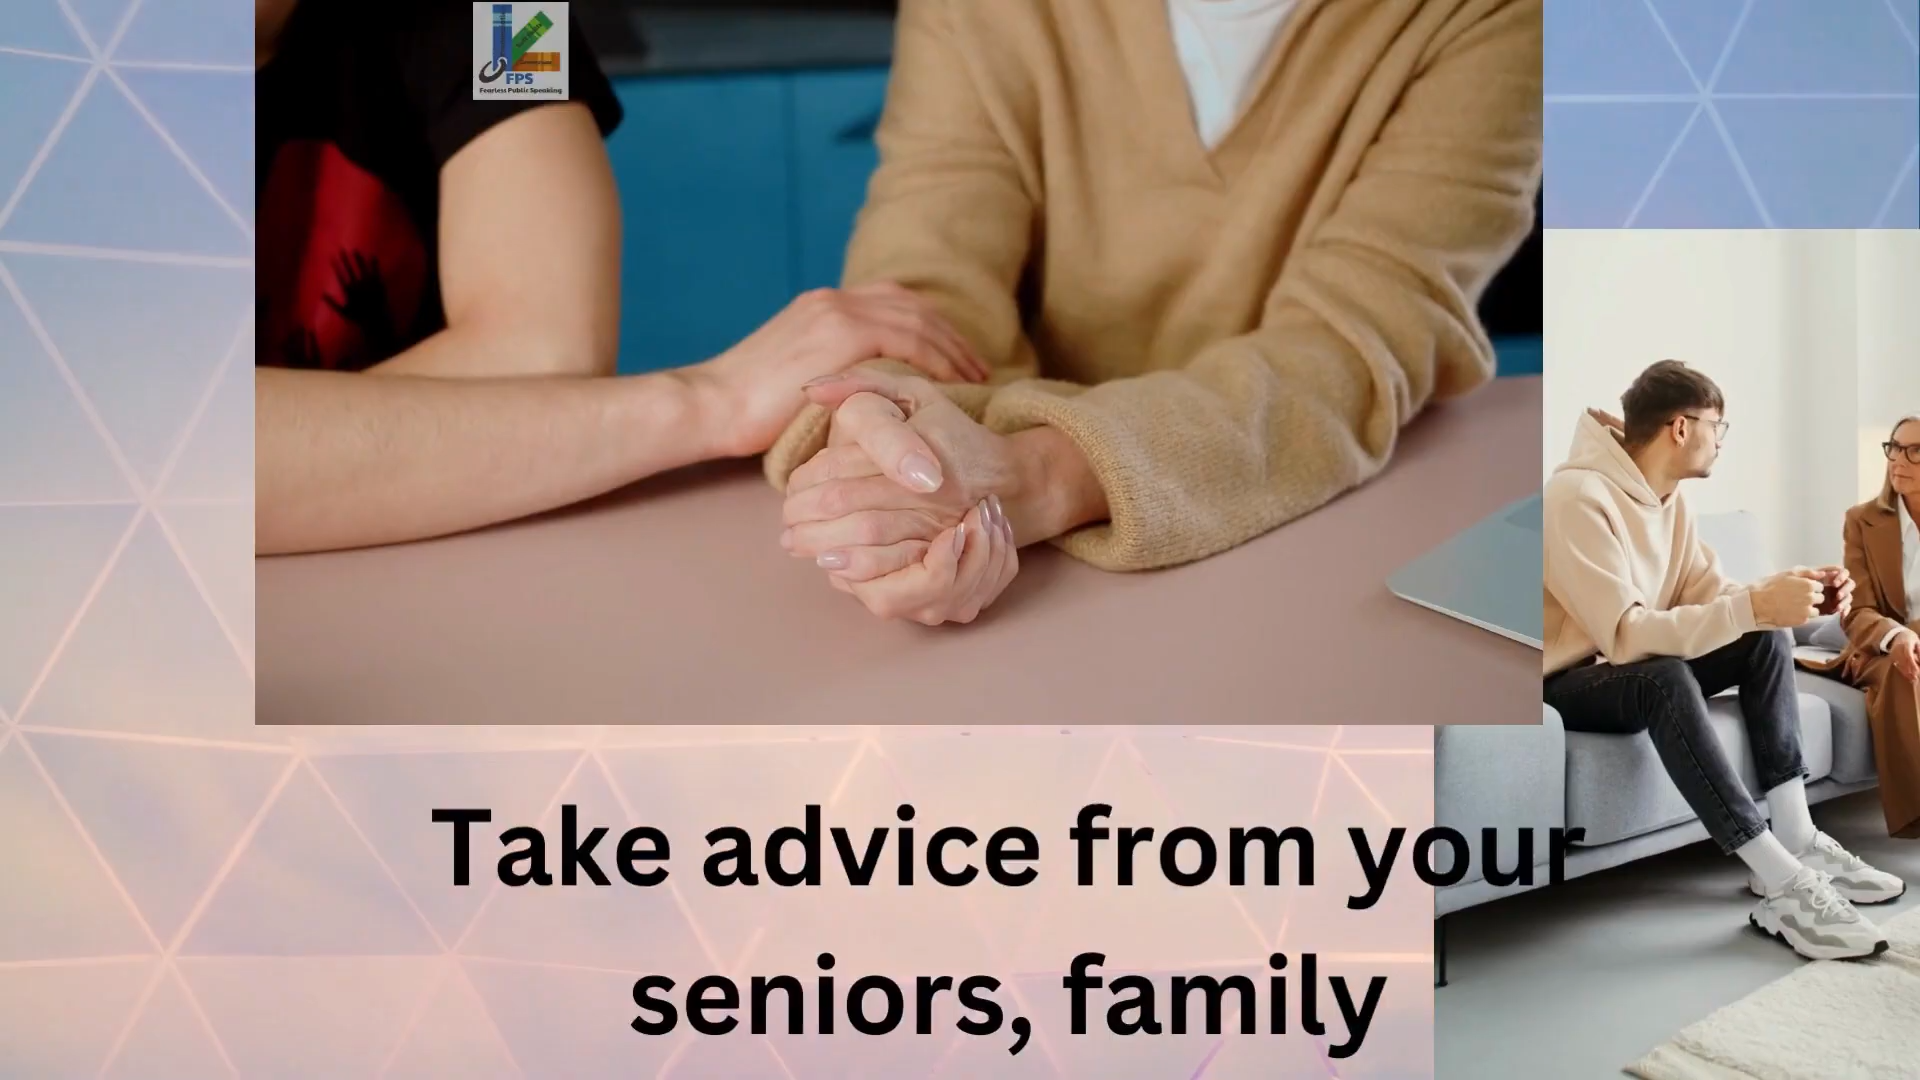 FPS
Fearless Public Speaking
Take advice from your
seniors, family